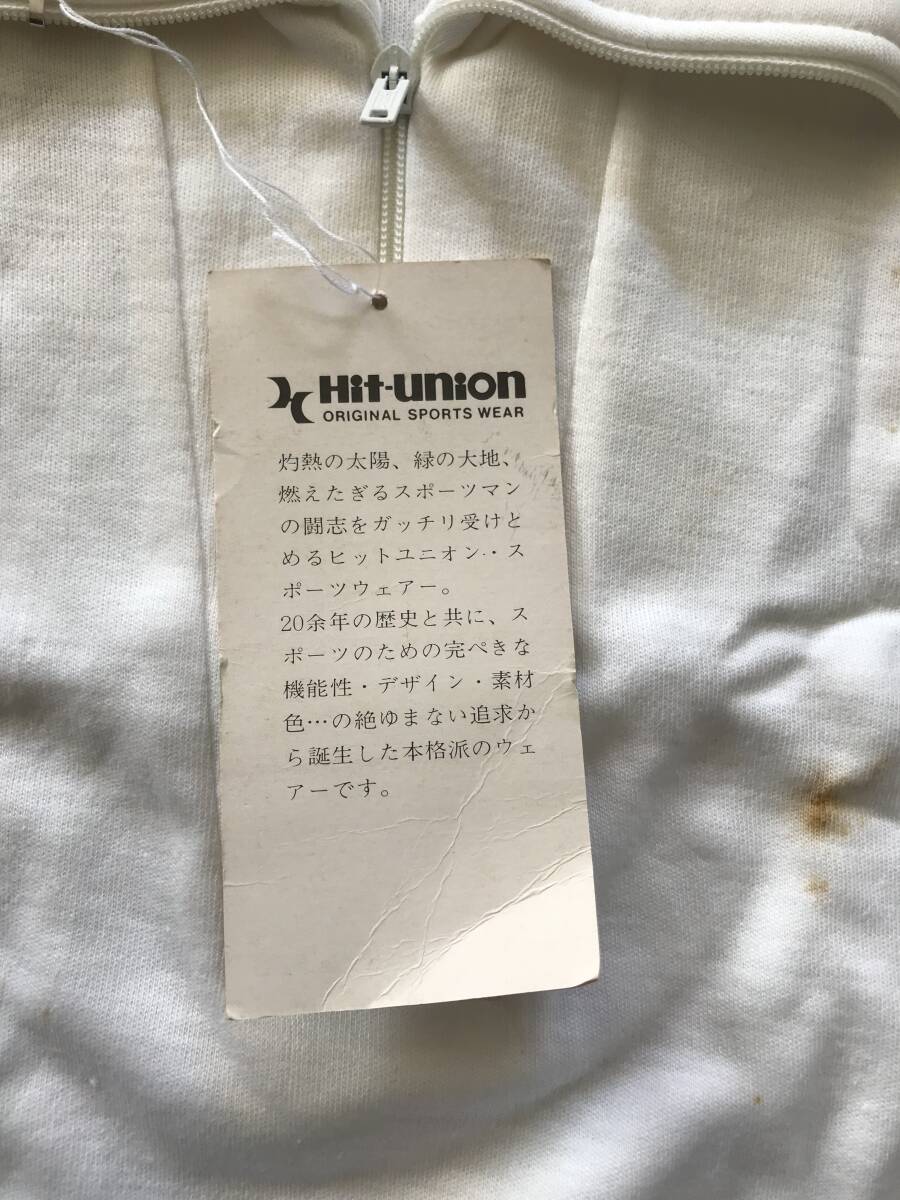 Hit-union
ORIGINAL SPORTS WEAR
灼熱の太陽、緑の大地、
燃えたぎるスポーツマン
の闘志をガッチリ受けと
めるヒットユニオン・ス
ポーツウェアー。
20余年の歴史と共に、ス
ポーツのための完ぺきな
機能性・デザイン・素材
色…の絶ゆまない追求か
ら誕生した本格派のウェ
アーです。